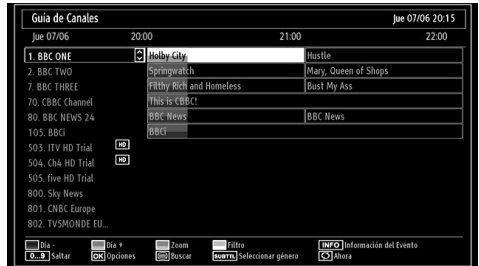 Guía de Canales Jue 07/06 20:15
Jue 07/06 20:00 21:00 22:00
1. BBC ONE Holby City Hustle
2. BBC TWO Springwatch Mary, Queen of Shops
7. BBC THREE Filthy Rich and Homeless Bust My Ass
70. CBBC Channel This is CBBC!
80. BBC NEWS 24 BBC News BBC News
105. BBCi BBCi
503. ITV HD Trial HD
504. Ch4 HD Trial HD
505. five HD Trial
800. Sky News
801. CNBC Europe
802. TV5MONDE EU...
Día - Día + Zoom Filtro INFO Información del Evento
0...9 Saltar OK Opciones Buscar SUBTTL Seleccionar género Ahora